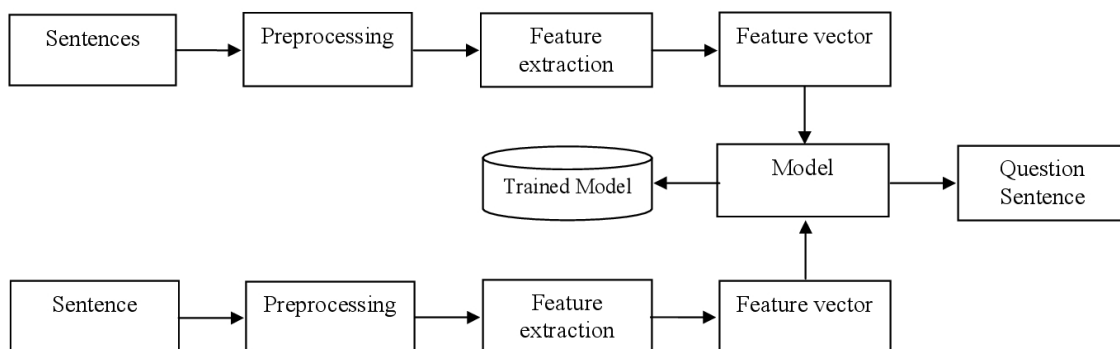 Sentences
Preprocessing
Feature
extraction
Feature vector
Trained Model
Model
Question
Sentence
Sentence
Preprocessing
Feature
extraction
Feature vector